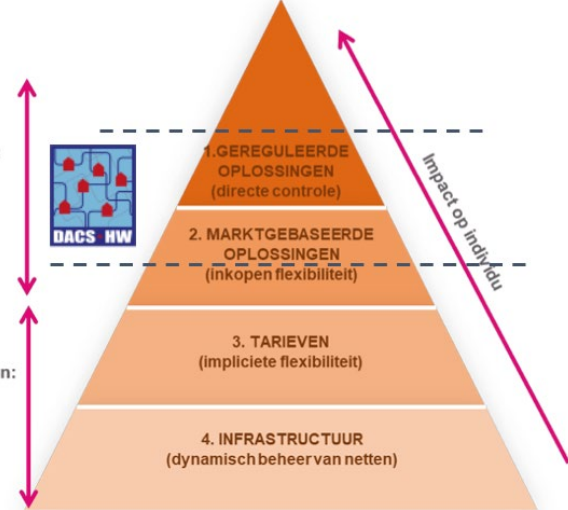 1.GEREGULEERDE
OPLOSSINGEN
(directe controle)
DACS HW
2. MARKTGEBASEERDE
OPLOSSINGEN
(inkopen flexibiliteit)
Impact op individu
3. TARIEVEN
(impliciete flexibiliteit)
n:
4. INFRASTRUCTUUR
(dynamisch beheer van netten)